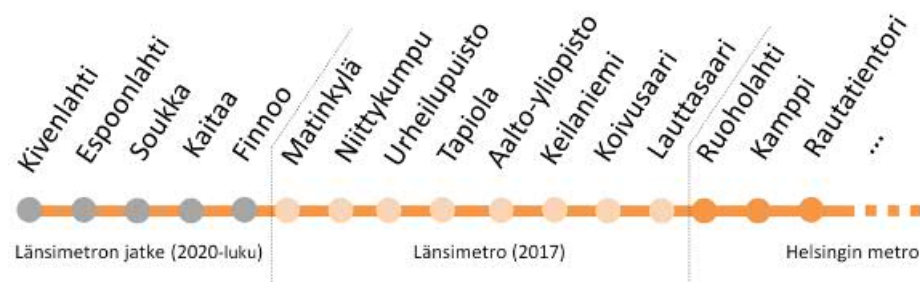 Kivenlahti
Espoonlahti
Soukka
Kaitaa
Finnoo
Matinkylä
Niittykumpu
Urheilupuisto
Tapiola
Aalto-yliopisto
Keilaniemi
Koivusaari
Lauttasaari
Ruoholahti
Kamppi
Rautatientori
...
Länsimetron jatke (2020-luku)
Länsimetro (2017)
Helsingin metro